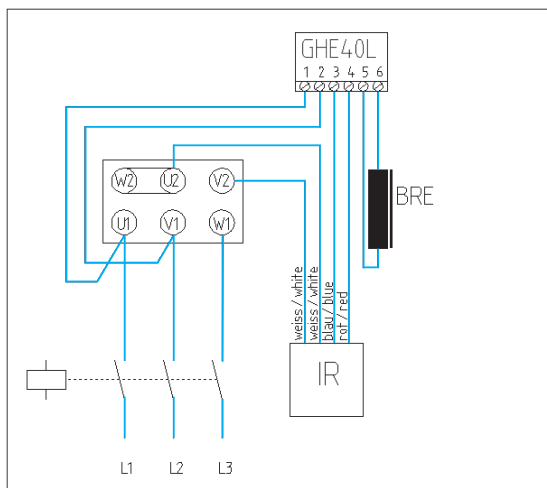 GHE40L
1 2 3 4 5 6
W2 U2 V2
U1 V1 W1
BRE
weiss / white
weiss / white
blau / blue
rot / red
IR
L1 L2 L3